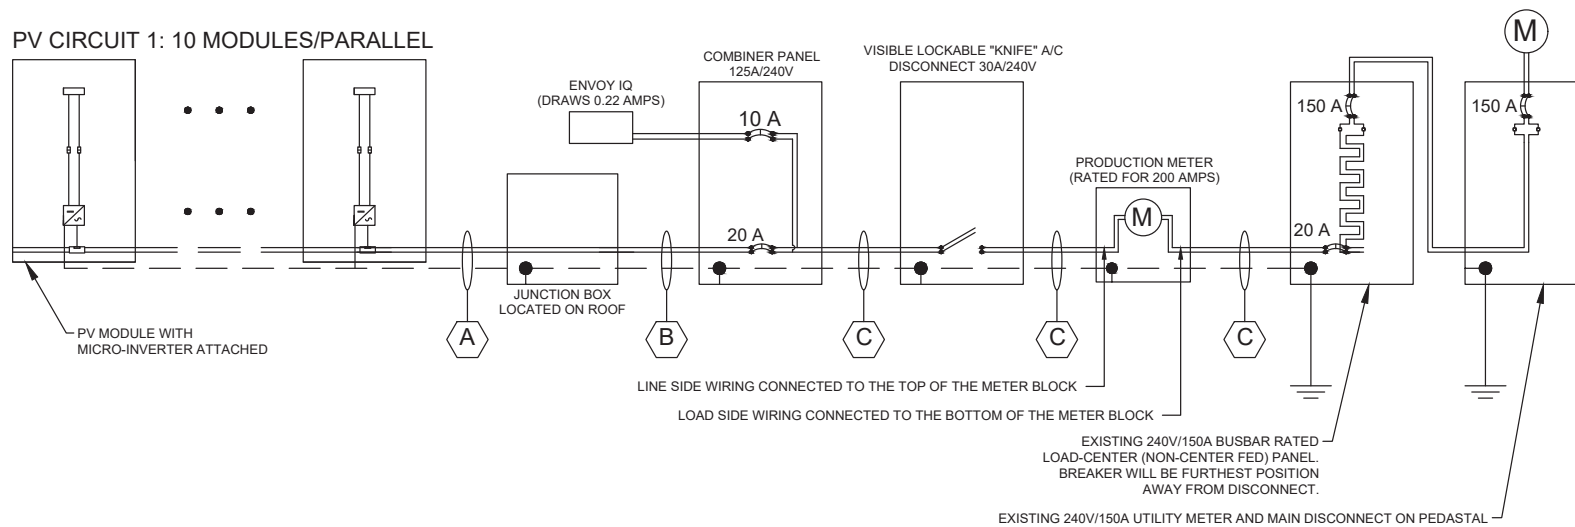 PV CIRCUIT 1: 10 MODULES/PARALLEL
ENVOY IQ
(DRAWS 0.22 AMPS)
COMBINER PANEL
125A/240V
VISIBLE LOCKABLE "KNIFE" A/C
DISCONNECT 30A/240V
M
150 A
150 A
10 A
PRODUCTION METER
(RATED FOR 200 AMPS)
M
20 A
20 A
JUNCTION BOX
LOCATED ON ROOF
PV MODULE WITH
MICRO-INVERTER ATTACHED
A
B
C
C
C
LINE SIDE WIRING CONNECTED TO THE TOP OF THE METER BLOCK
LOAD SIDE WIRING CONNECTED TO THE BOTTOM OF THE METER BLOCK
EXISTING 240V/150A BUSBAR RATED
LOAD-CENTER (NON-CENTER FED) PANEL.
BREAKER WILL BE FURTHEST POSITION
AWAY FROM DISCONNECT.
EXISTING 240V/150A UTILITY METER AND MAIN DISCONNECT ON PEDASTAL